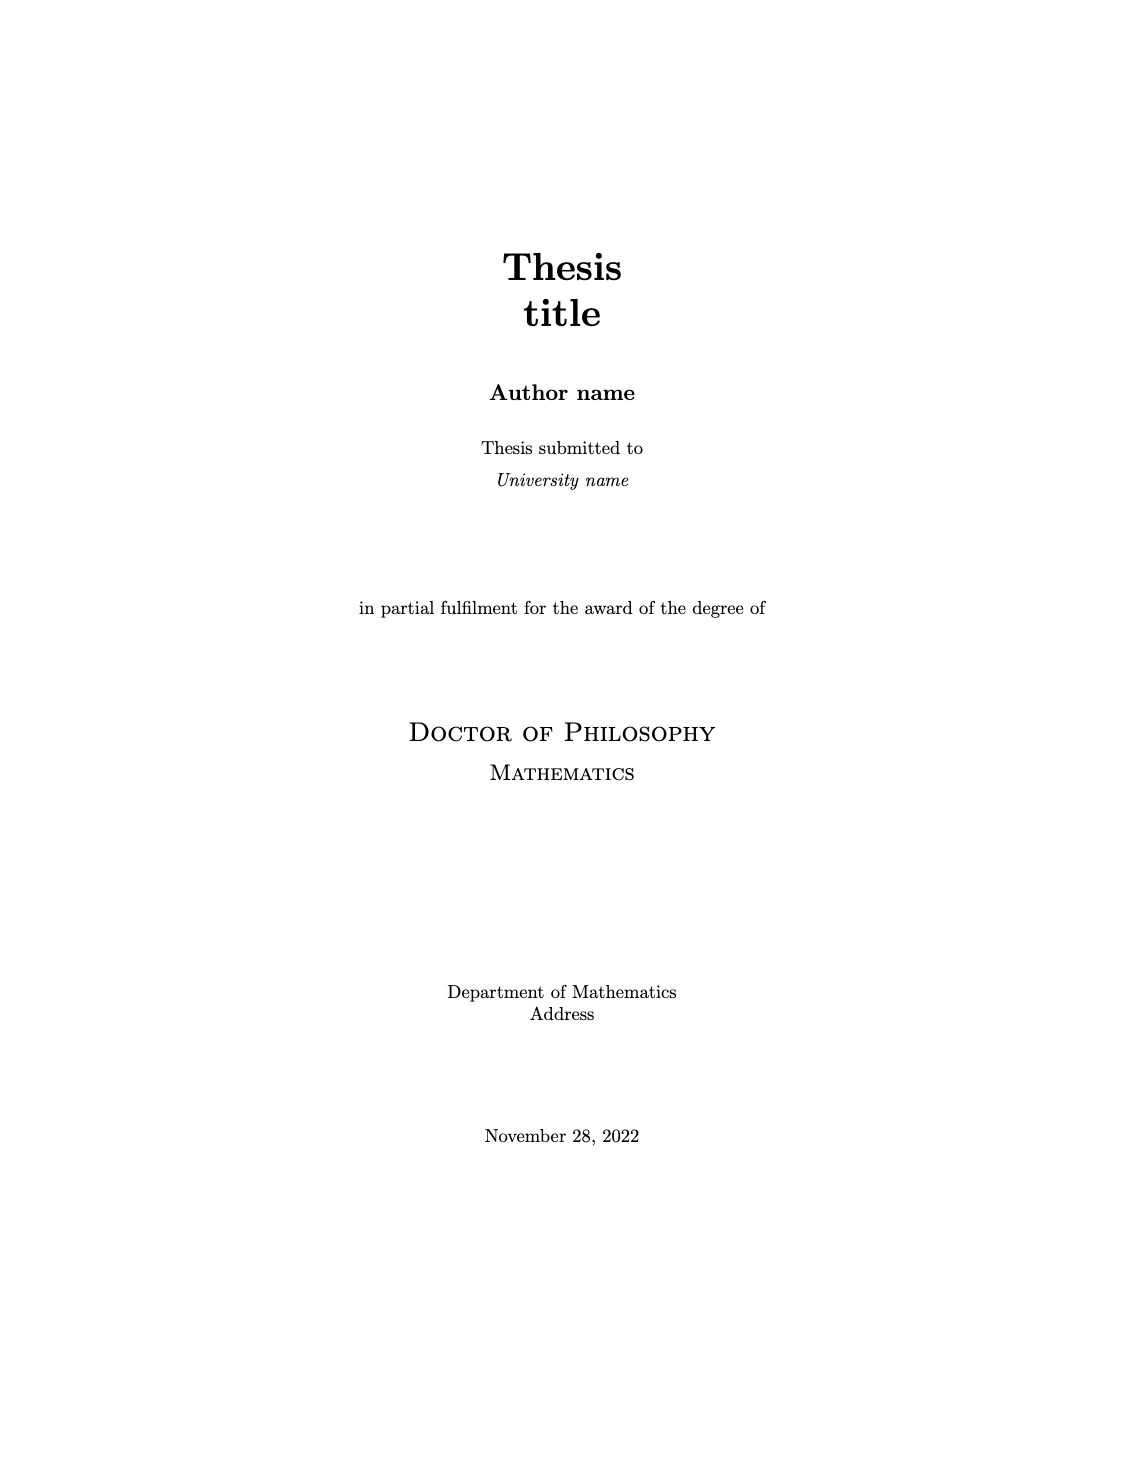 Thesis
title
Author name
Thesis submitted to
University name
in partial fulfilment for the award of the degree of
Doctor of Philosophy
Mathematics
Department of Mathematics
Address
November 28, 2022